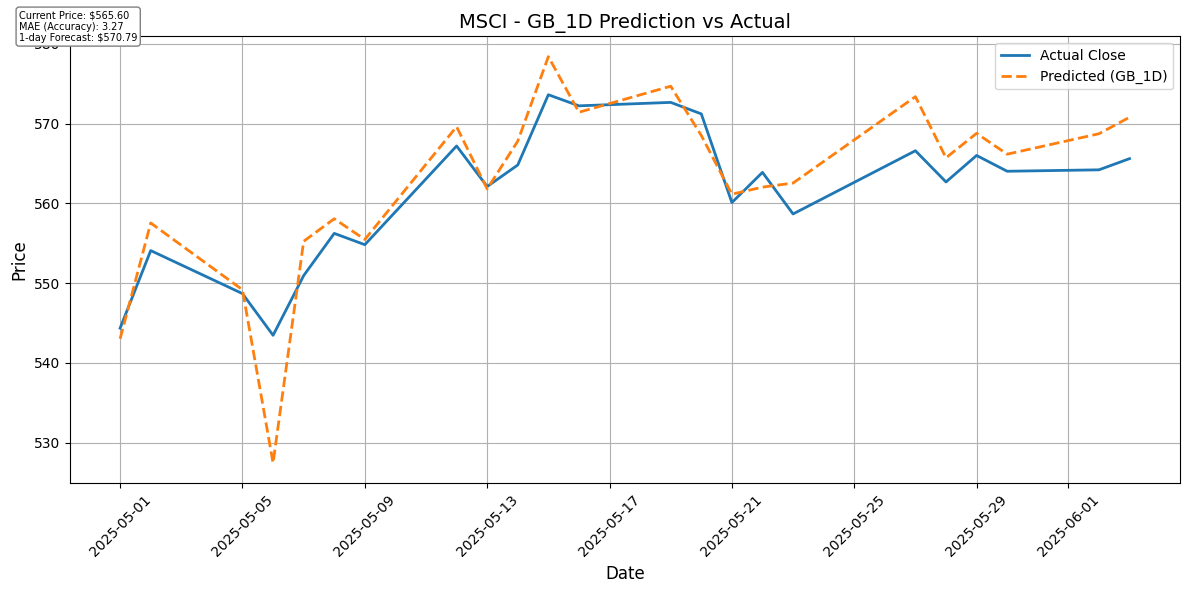 Current Price: $565.60
MAE (Accuracy): 3.27
1-day Forecast: $570.79
MSCI - GB_1D Prediction vs Actual
Actual Close
Predicted (GB_1D)
Price
580
570
560
550
540
530
2025-05-01
2025-05-05
2025-05-09
2025-05-13
2025-05-17
2025-05-21
2025-05-25
2025-05-29
2025-06-01
Date